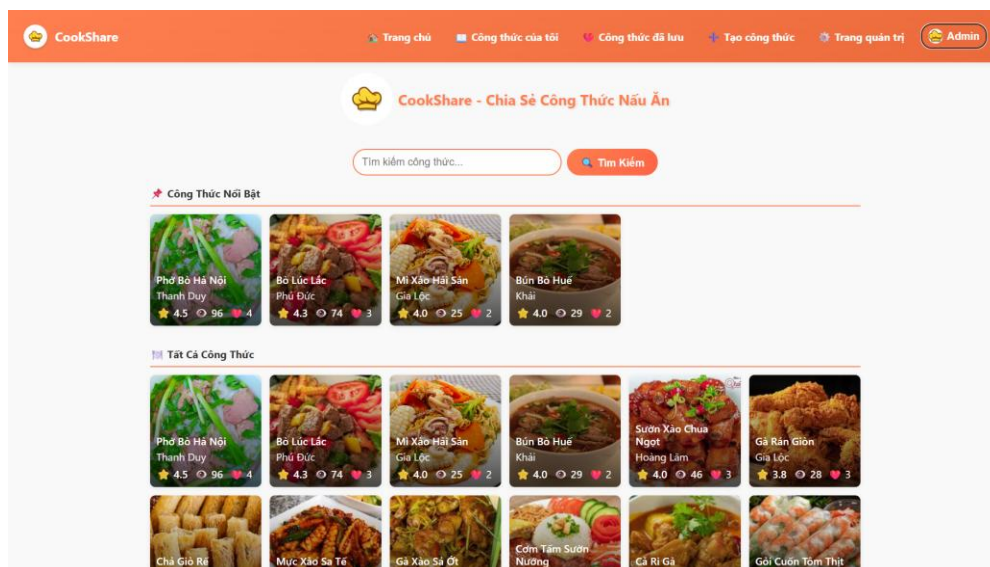 CookShare
Trang chủ
Công thức của tôi
Công thức đã lưu
Tạo công thức
Trang quản trị
Admin
CookShare - Chia Sẻ Công Thức Nấu Ăn
Tìm kiếm công thức...
Tìm Kiếm
Công Thức Nổi Bật
Phở Bò Hà Nội
Thanh Duy
4.5 96 4
Bò Lúc Lắc
Phú Đức
4.3 74 3
Mì Xào Hải Sản
Gia Lộc
4.0 25 2
Bún Bò Huế
Khải
4.0 29 2
Tất Cả Công Thức
Phở Bò Hà Nội
Thanh Duy
4.5 96 4
Bò Lúc Lắc
Phú Đức
4.3 74 3
Mì Xào Hải Sản
Gia Lộc
4.0 25 2
Bún Bò Huế
Khải
4.0 29 2
Sườn Xào Chua
Ngọt
Hoàng Lâm
4.0 46 3
Gà Rán Giòn
Gia Lộc
3.8 28 3
Chả Giò Rế
Mực Xào Sa Tế
Gà Xào Sả Ớt
Cơm Tấm Sườn
Nướng
Cà Ri Gà
Gỏi Cuốn Tôm Thịt